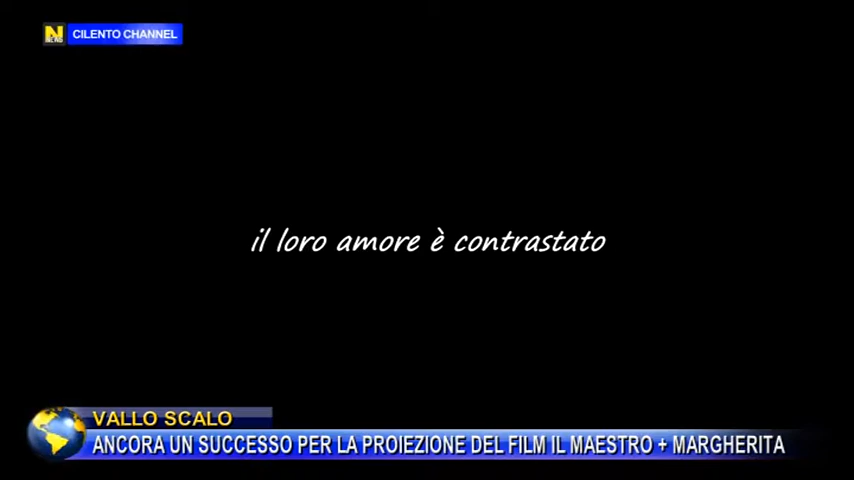 N
NEWS
CILENTO CHANNEL
il loro amore è contrastato
VALLO SCALO
ANCORA UN SUCCESSO PER LA PROIEZIONE DEL FILM IL MAESTRO + MARGHERITA